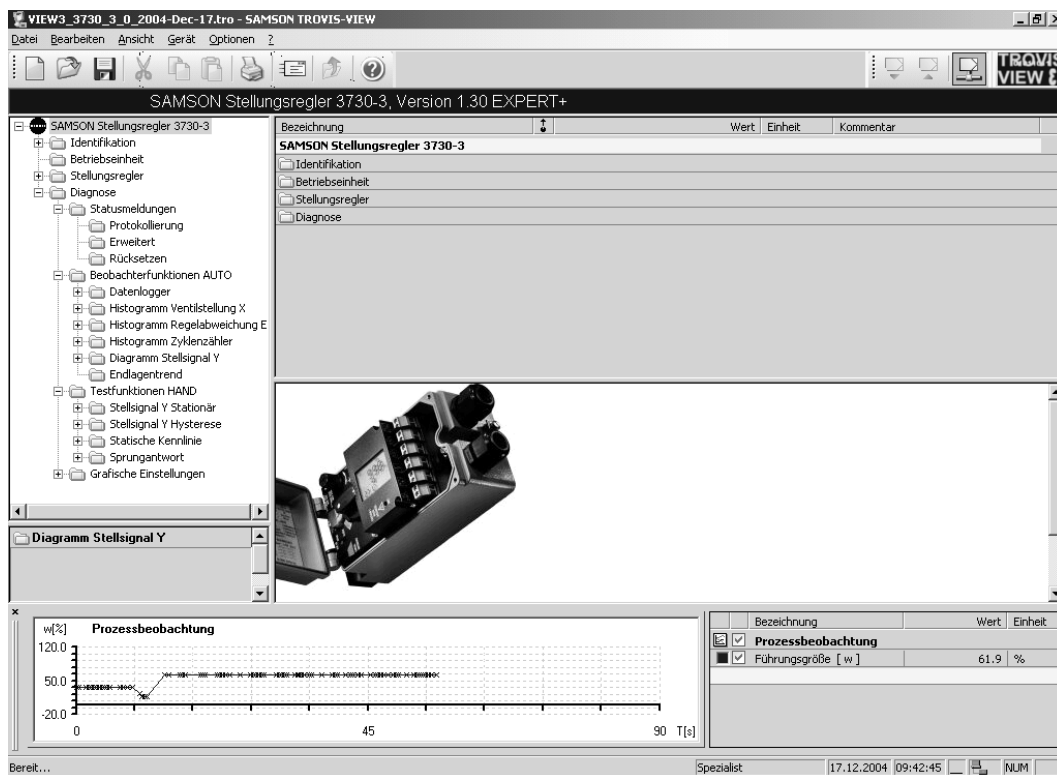 VIEW3_3730_3_0_2004-Dec-17.tro - SAMSON TROVIS-VIEW
Datei Bearbeiten Ansicht Gerät Optionen ?
TROVIS
VIEW
SAMSON Stellungsregler 3730-3, Version 1.30 EXPERT+
SAMSON Stellungsregler 3730-3
Identifikation
Betriebseinheit
Stellungsregler
Diagnose
Statusmeldungen
Protokollierung
Erweitert
Rücksetzen
Beobachterfunktionen AUTO
Datenlogger
Histogramm Ventilstellung X
Histogramm Regelabweichung E
Histogramm Zyklenzähler
Diagramm Stellsignal Y
Endlagentrend
Testfunktionen HAND
Stellsignal Y Stationär
Stellsignal Y Hysterese
Statische Kennlinie
Sprungantwort
Grafische Einstellungen
Bezeichnung Wert Einheit Kommentar
SAMSON Stellungsregler 3730-3
Identifikation
Betriebseinheit
Stellungsregler
Diagnose
Diagramm Stellsignal Y
w[%] Prozessbeobachtung
120.0
50.0
-20.0
0 45 90 T[s]
Bezeichnung Wert Einheit
Prozessbeobachtung
Führungsgröße [ w ] 61.9 %
Bereit... Spezialist 17.12.2004 09:42:45 NUM